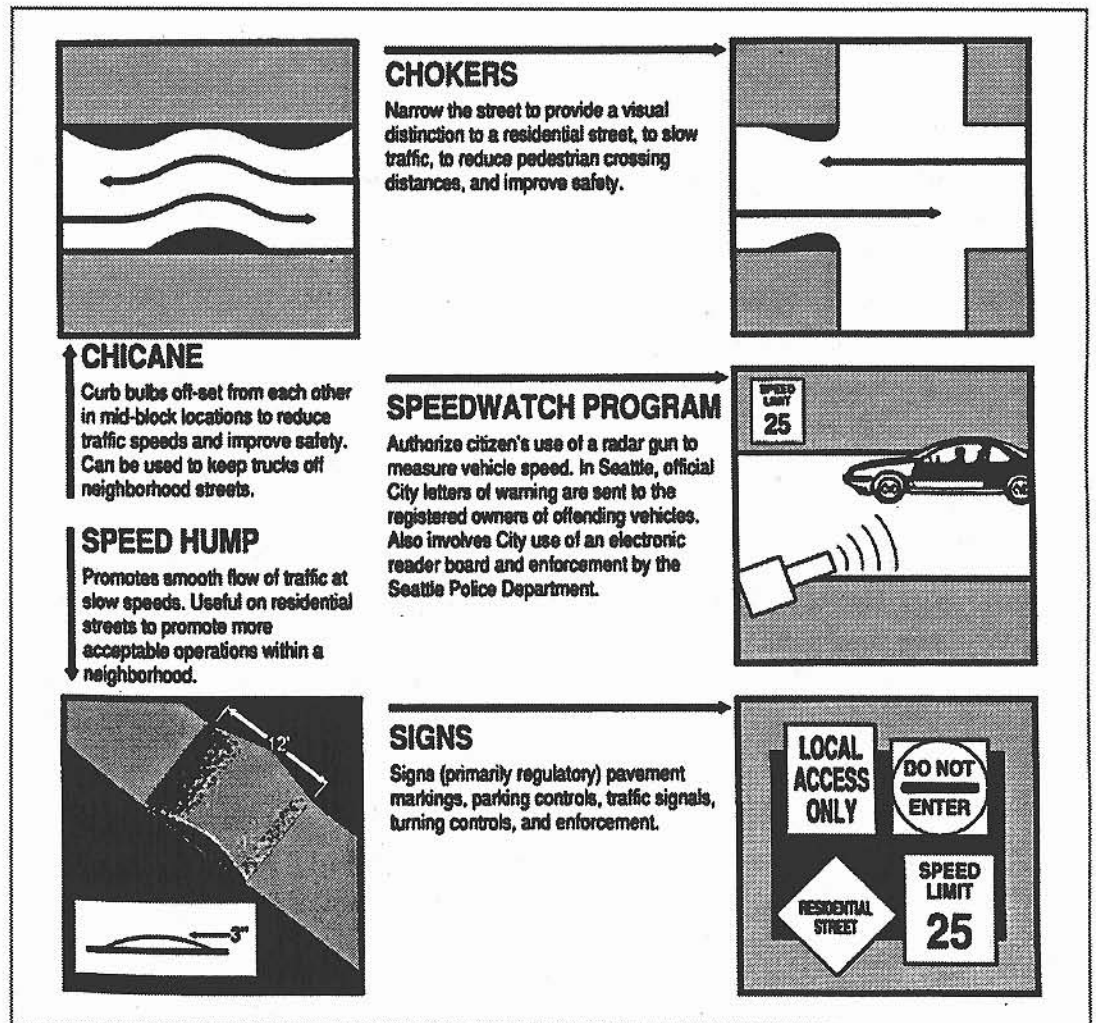 CHOKERS
Narrow the street to provide a visual
distinction to a residential street, to slow
traffic, to reduce pedestrian crossing
distances, and improve safety.
CHICANE
Curb bulbs off-set from each other
in mid-block locations to reduce
traffic speeds and improve safety.
Can be used to keep trucks off
neighborhood streets.
SPEED HUMP
Promotes smooth flow of traffic at
slow speeds. Useful on residential
streets to promote more
acceptable operations within a
neighborhood.
12'
3"
SPEEDWATCH PROGRAM
Authorize citizen's use of a radar gun to
measure vehicle speed. In Seattle, official
City letters of warning are sent to the
registered owners of offending vehicles.
Also involves City use of an electronic
reader board and enforcement by the
Seattle Police Department.
SPEED
LIMIT
25
SIGNS
Signs (primarily regulatory) pavement
markings, parking controls, traffic signals,
turning controls, and enforcement.
LOCAL
ACCESS
ONLY
DO NOT
ENTER
RESIDENTIAL
STREET
SPEED
LIMIT
25